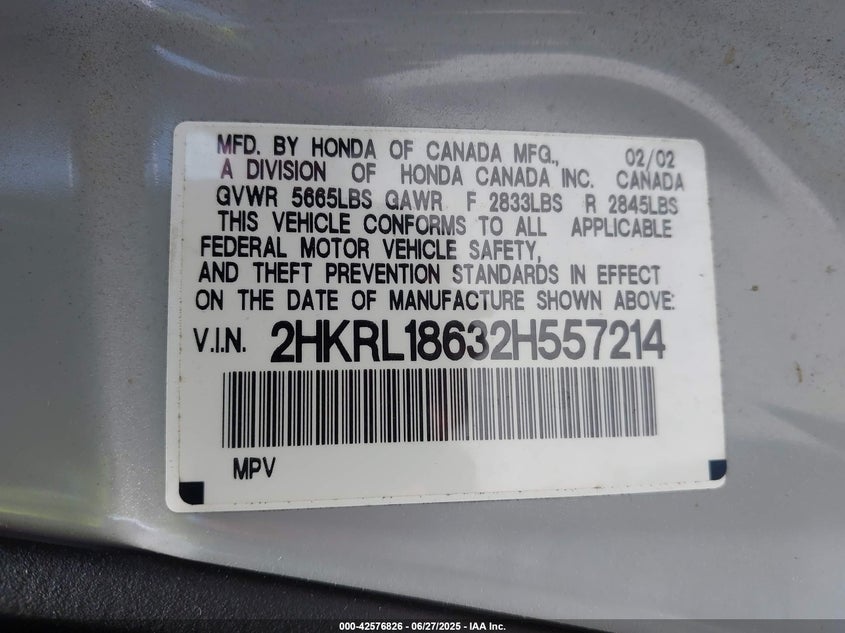 MFD. BY HONDA OF CANADA MFG., 02/02
A DIVISION OF HONDA CANADA INC. CANADA
GVWR 5665LBS GAWR F 2833LBS R 2845LBS
THIS VEHICLE CONFORMS TO ALL APPLICABLE
FEDERAL MOTOR VEHICLE SAFETY,
AND THEFT PREVENTION STANDARDS IN EFFECT
ON THE DATE OF MANUFACTURE SHOWN ABOVE:
V.I.N. 2HKRL18632H557214
MPV
000-42576826 - 06/27/2025 - IAA Inc.